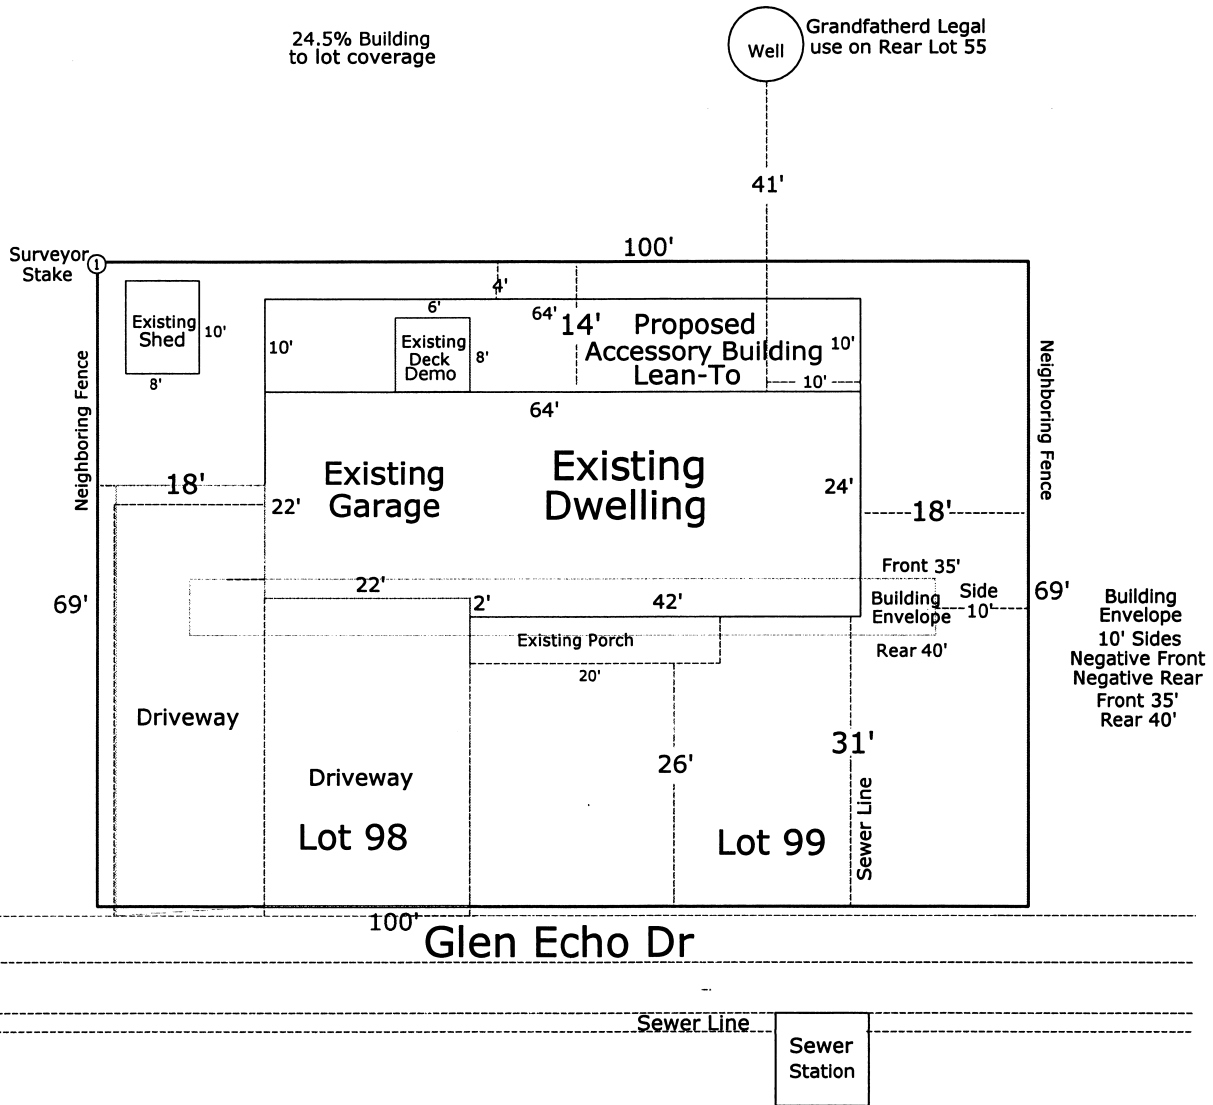 24.5% Building
to lot coverage
Well
Grandfatherd Legal
use on Rear Lot 55
41'
Surveyor
Stake
1
100'
4'
Existing
Shed
10'
8'
10'
6'
Existing
Deck
Demo
8'
64'
14'
Proposed
Accessory Building
Lean-To
10'
10'
64'
Neighboring Fence
Neighboring Fence
18'
Existing
Garage
22'
Existing
Dwelling
24'
18'
Front 35'
22'
2'
42'
Building
Envelope
Side
10'
69'
69'
Existing Porch
20'
Rear 40'
Building
Envelope
10' Sides
Negative Front
Negative Rear
Front 35'
Rear 40'
Driveway
Driveway
26'
31'
Sewer Line
Lot 98
Lot 99
100'
Glen Echo Dr
Sewer Line
Sewer
Station